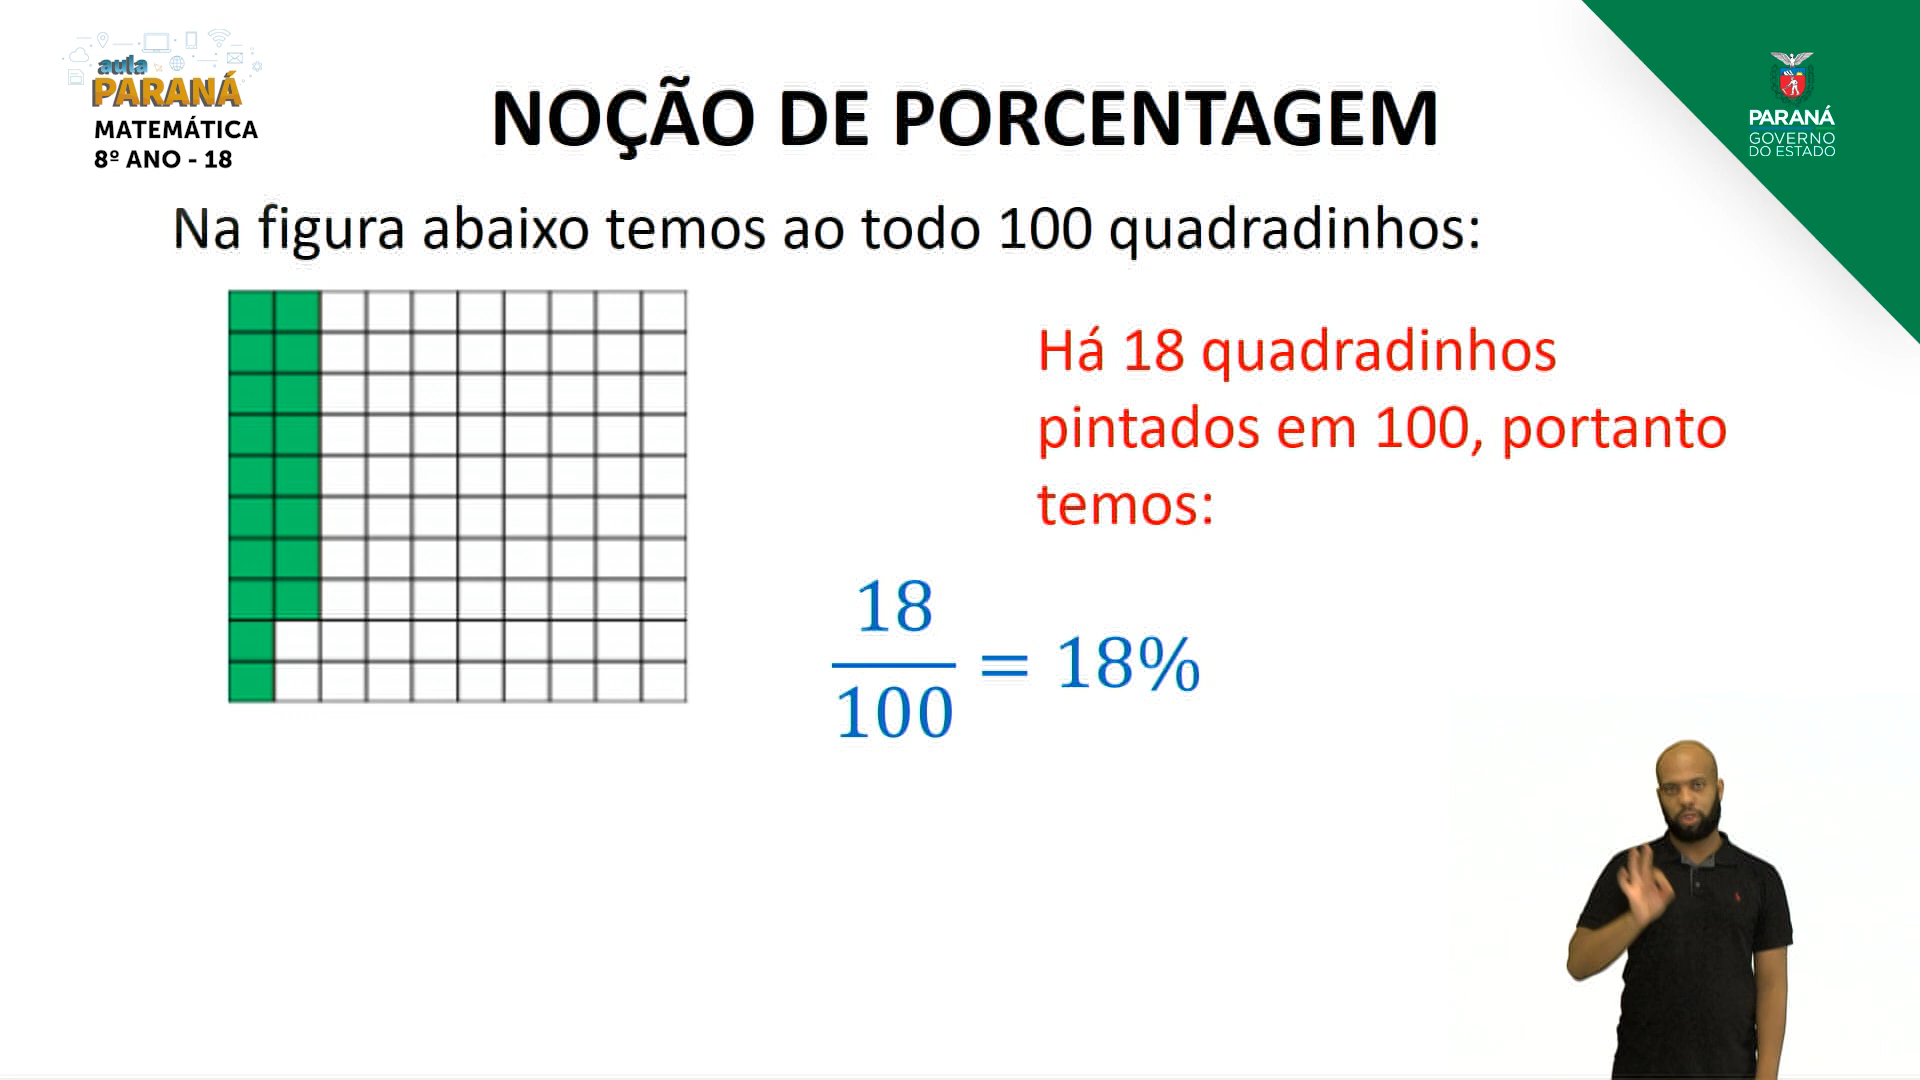 aula
PARANÁ
MATEMÁTICA
8º ANO - 18
NOÇÃO DE PORCENTAGEM
PARANÁ
GOVERNO
DO ESTADO
Na figura abaixo temos ao todo 100 quadradinhos:
Há 18 quadradinhos
pintados em 100, portanto
temos:
18
100
= 18%